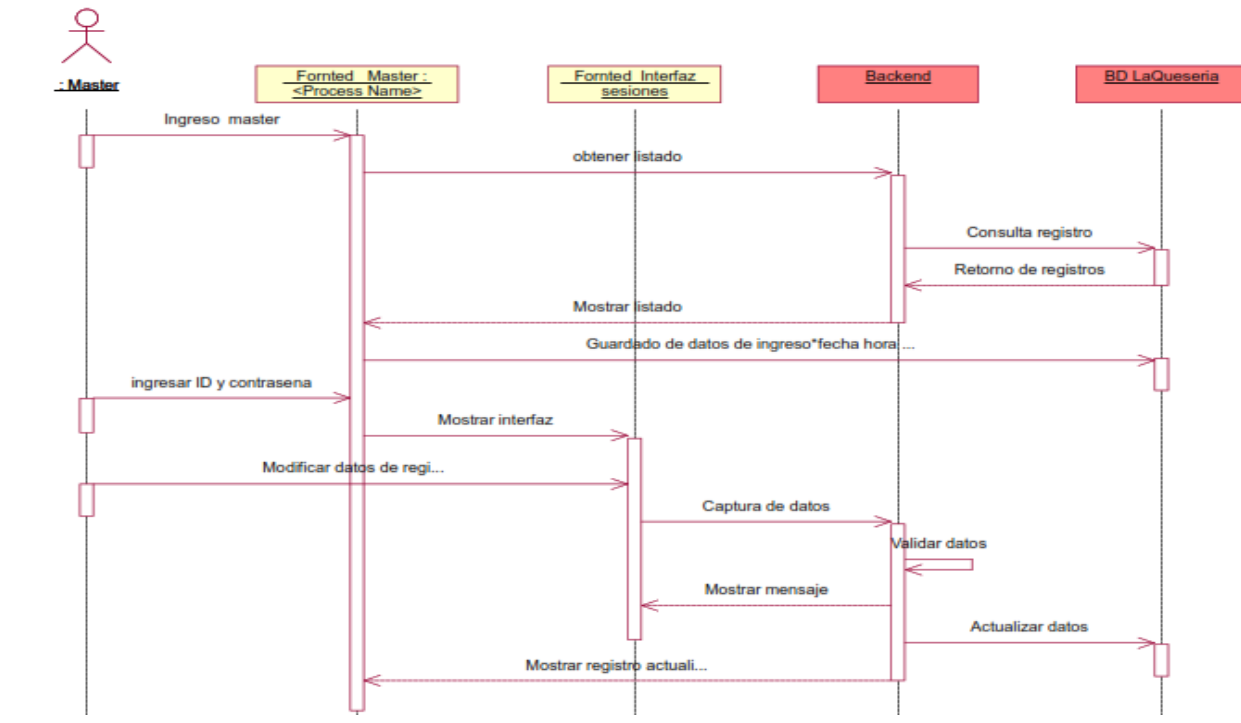 : Master
Fornted Master :
<Process Name>
Fornted Interfaz
sesiones
Backend
BD LaQueseria
Ingreso master
obtener listado
Consulta registro
Retorno de registros
Mostrar listado
Guardado de datos de ingreso*fecha hora ...
ingresar ID y contrasena
Mostrar interfaz
Modificar datos de regi...
Captura de datos
Validar datos
Mostrar mensaje
Actualizar datos
Mostrar registro actuali...